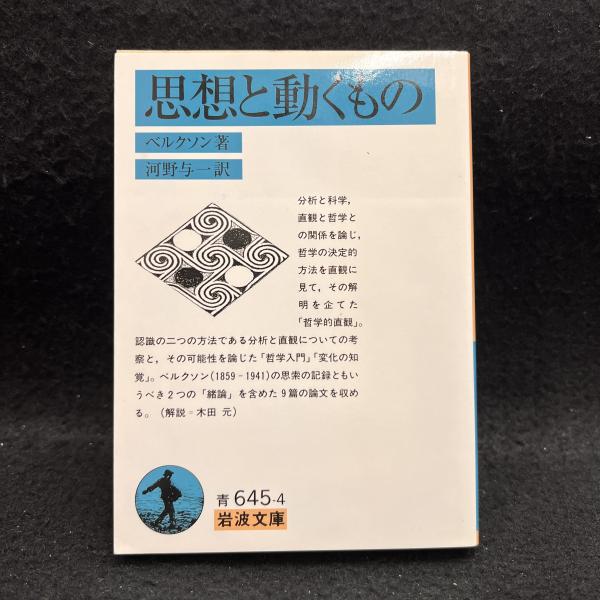 思想と動くもの
ベルクソン著
河野与一訳
分析と科学，
直観と哲学と
の関係を論じ，
哲学の決定的
方法を直観に
見て，その解
明を企てた
「哲学的直観」。
認識の二つの方法である分析と直観についての考
察と，その可能性を論じた「哲学入門」「変化の知
覚」。ベルクソン(1859‐1941)の思索の記録ともい
うべき2つの「緒論」を含めた9篇の論文を収め
る。（解説＝木田 元）
青645-4
岩波文庫